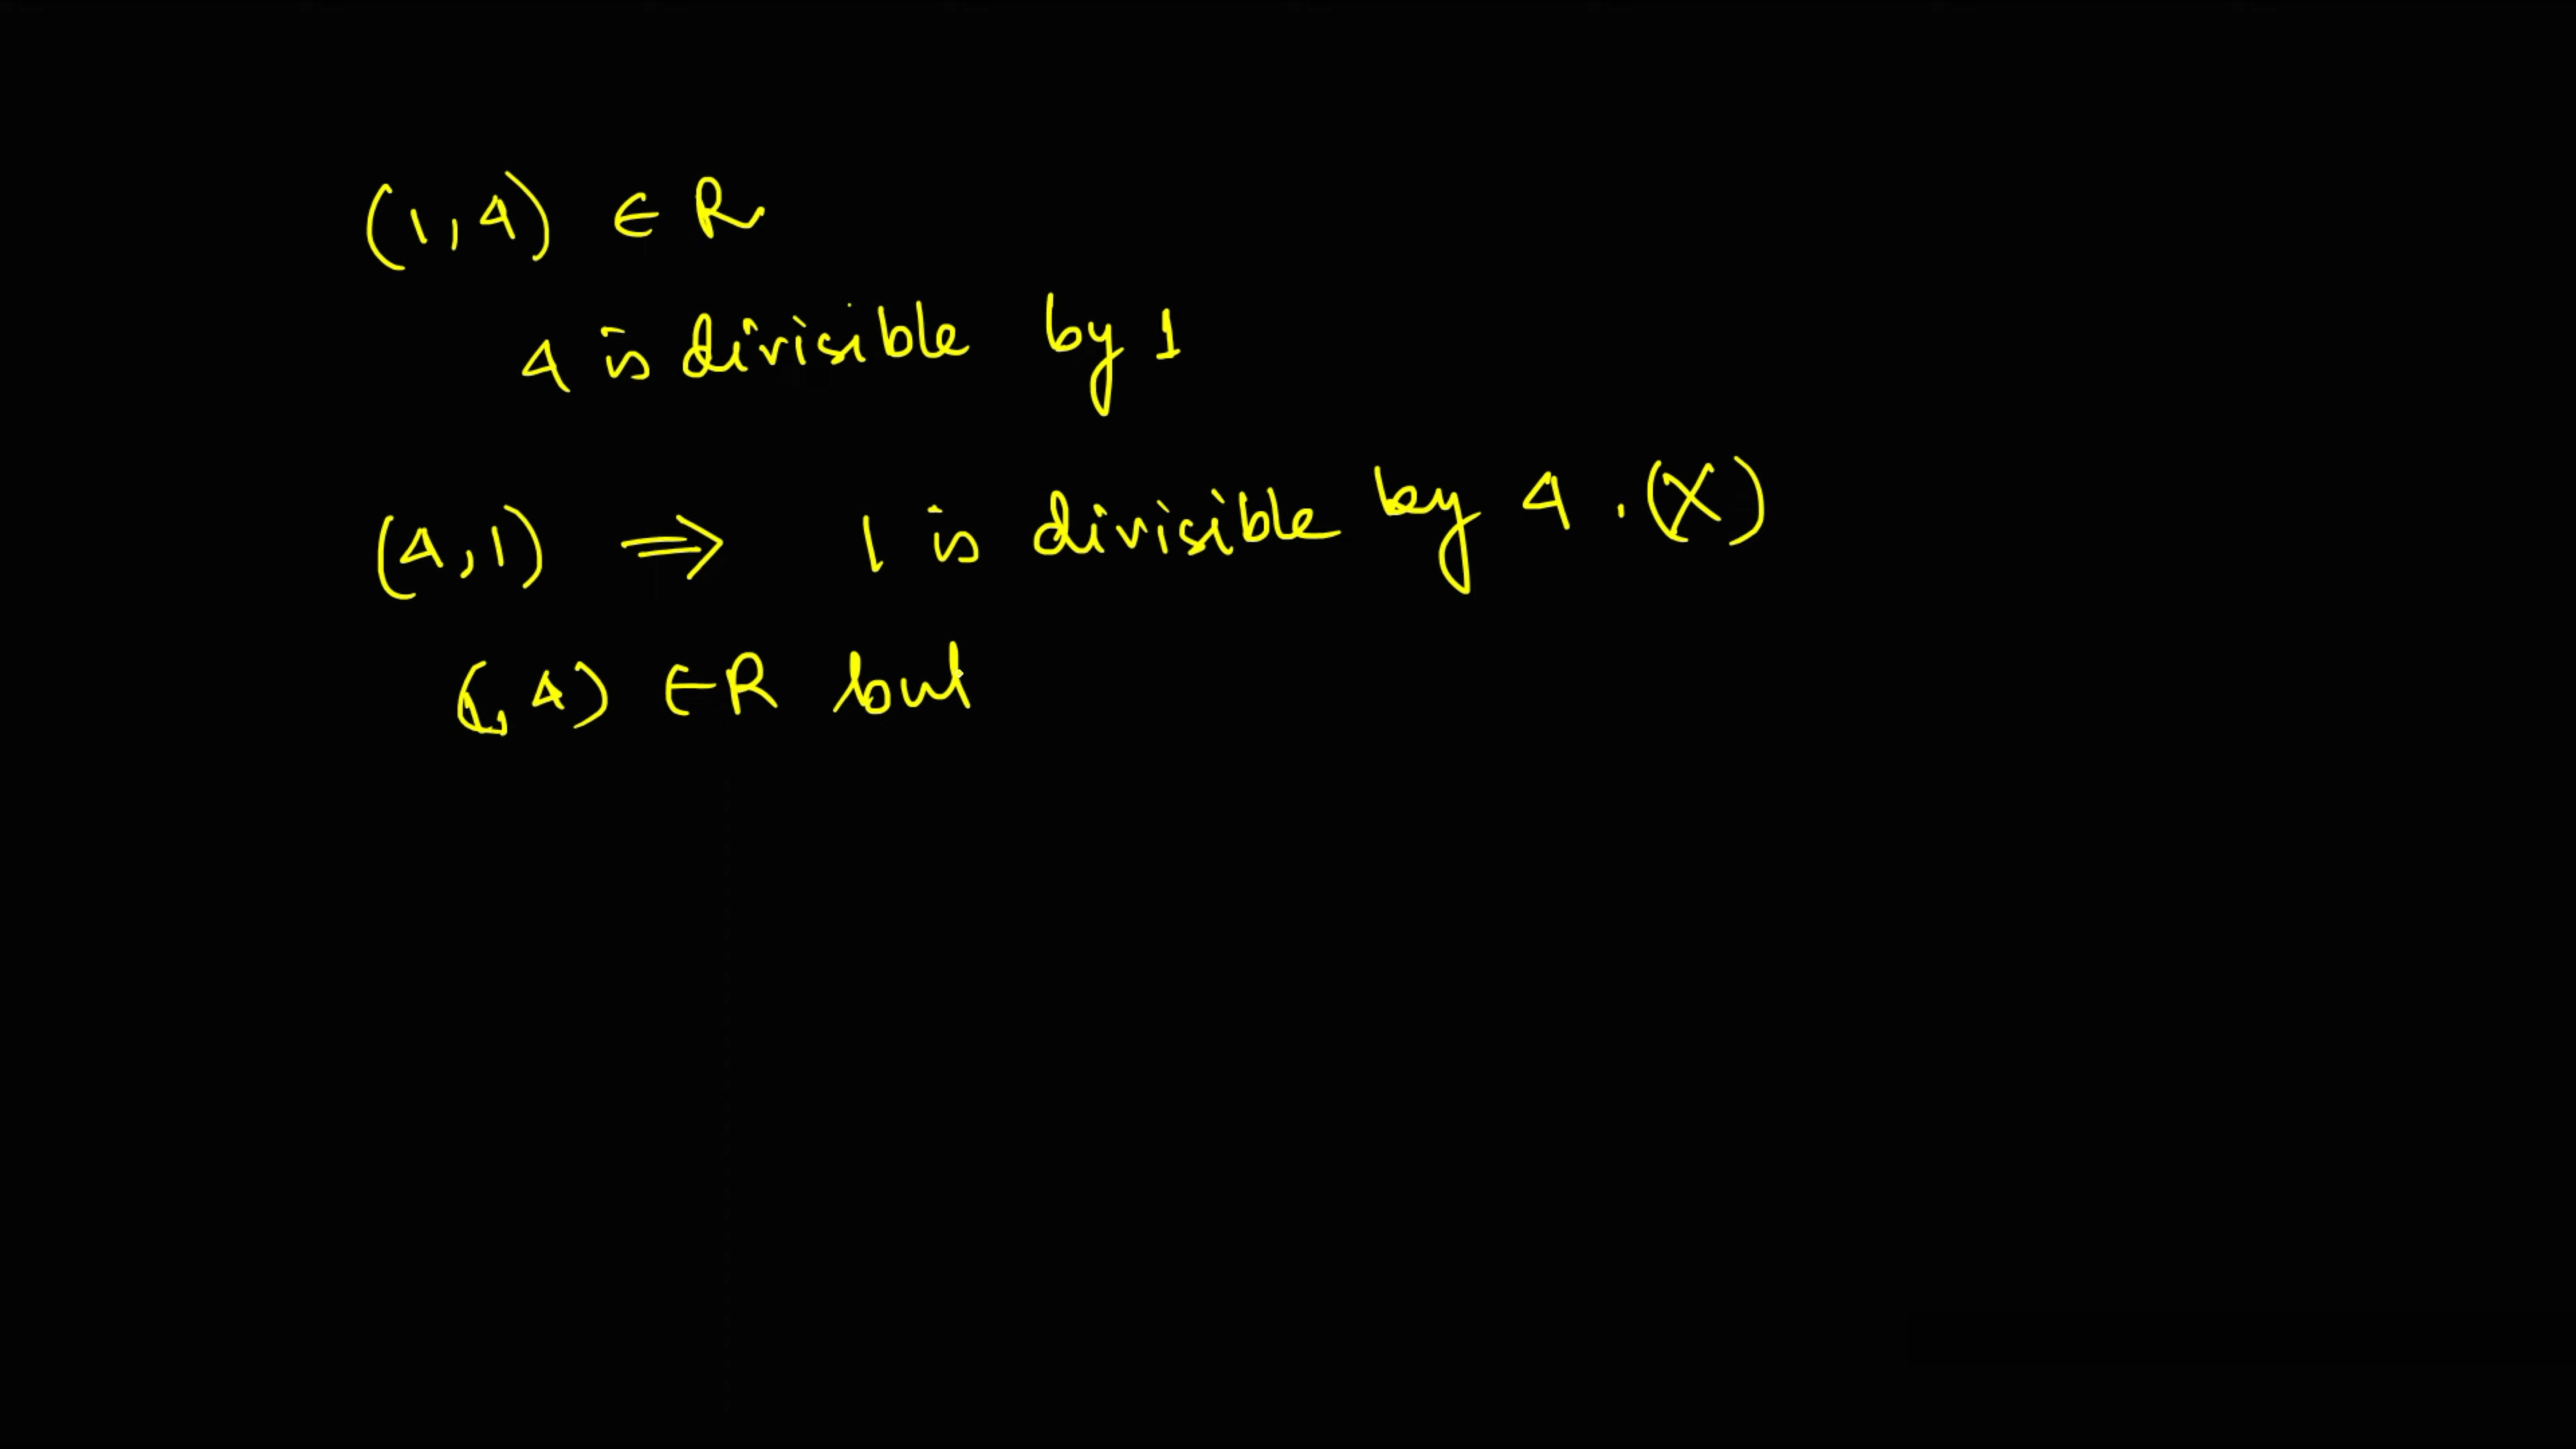 (1,4) ∈ R
4 is divisible by 1
(4,1) ⇒ 1 is divisible by 4 . (X)
(1,4) ∈ R but